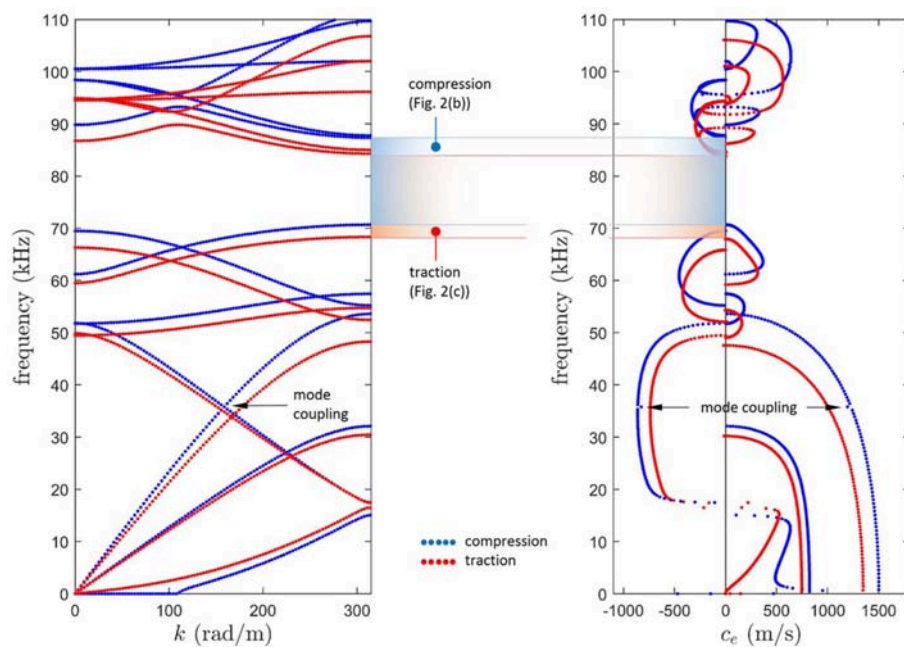 110
100
90
80
70
60
50
40
30
20
10
0
frequency (kHz)
0
100
200
300
k (rad/m)
mode
coupling
compression
(Fig. 2(b))
traction
(Fig. 2(c))
compression
traction
110
100
90
80
70
60
50
40
30
20
10
0
frequency (kHz)
mode coupling
-1000
-500
0
500
1000
1500
c_e (m/s)